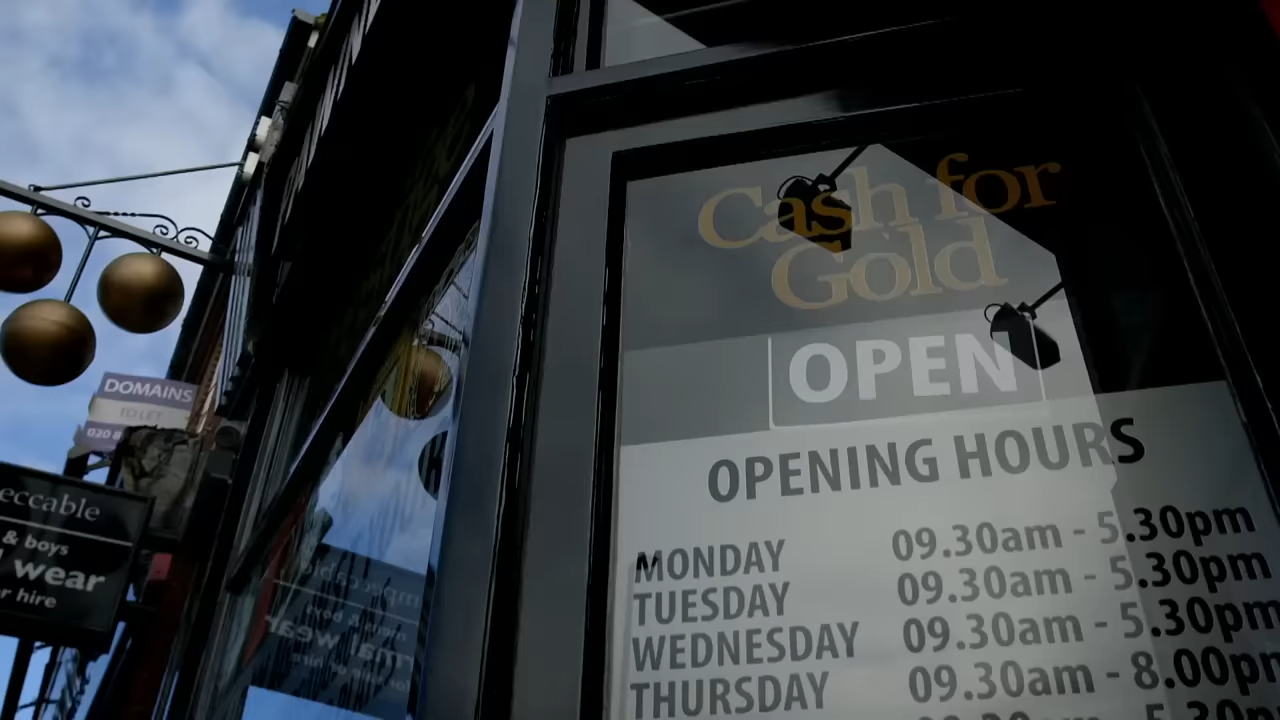 Cash for
Gold
OPEN
OPENING HOURS
MONDAY 09.30am - 5.30pm
TUESDAY 09.30am - 5.30pm
WEDNESDAY 09.30am - 5.30pm
THURSDAY 09.30am - 8.00pm
DOMAINS
TO LET
020 8
eccable
& boys
wear
r hire